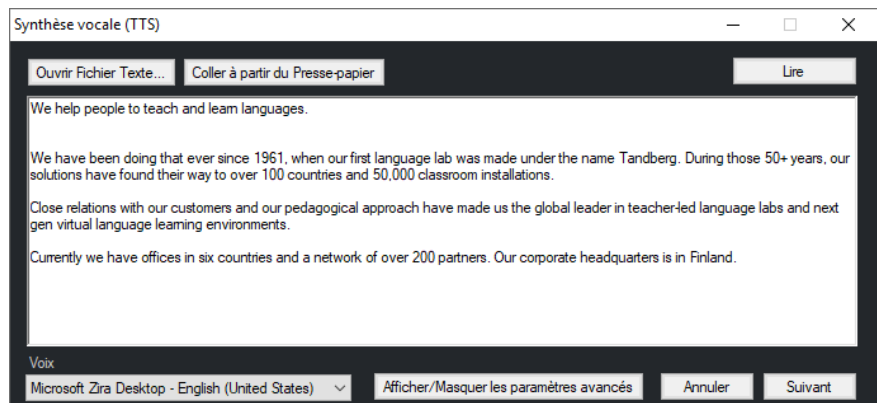 Synthèse vocale (TTS)
Ouvrir Fichier Texte... Coller à partir du Presse-papier Lire
We help people to teach and learn languages.
We have been doing that ever since 1961, when our first language lab was made under the name Tandberg. During those 50+ years, our
solutions have found their way to over 100 countries and 50,000 classroom installations.
Close relations with our customers and our pedagogical approach have made us the global leader in teacher-led language labs and next
gen virtual language learning environments.
Currently we have offices in six countries and a network of over 200 partners. Our corporate headquarters is in Finland.
Voix
Microsoft Zira Desktop - English (United States) Afficher/Masquer les paramètres avancés Annuler Suivant